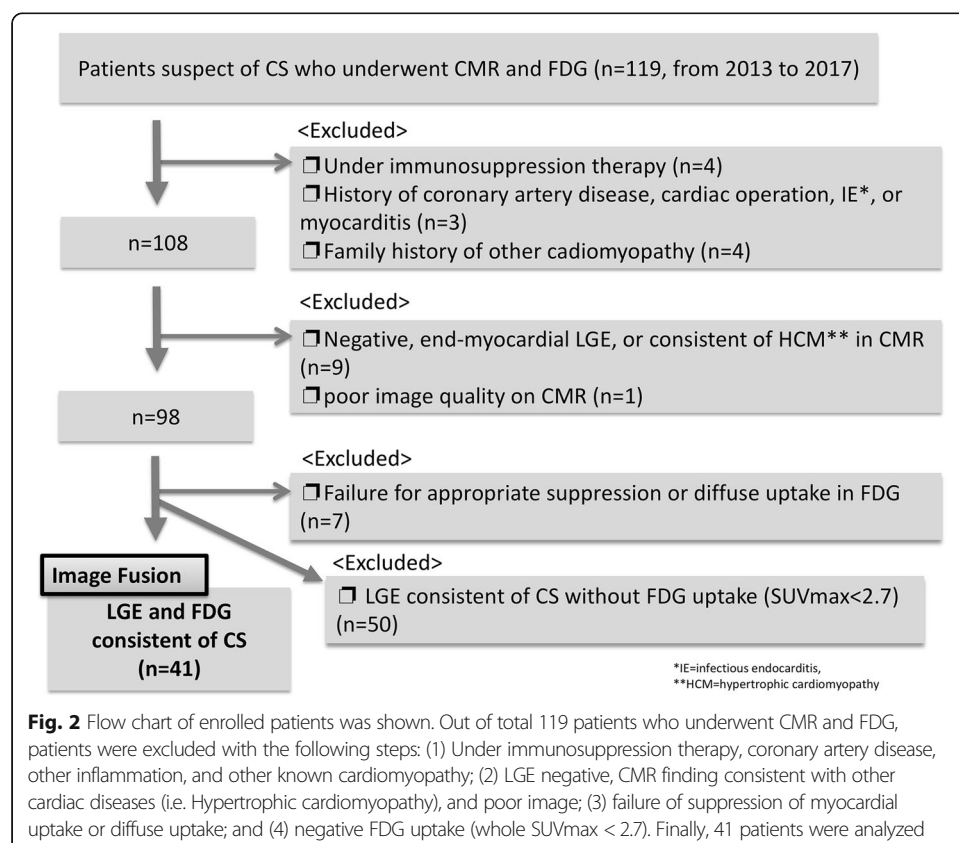 Patients suspect of CS who underwent CMR and FDG (n=119, from 2013 to 2017)
<Excluded>
❐ Under immunosuppression therapy (n=4)
❐ History of coronary artery disease, cardiac operation, IE*, or
myocarditis (n=3)
❐ Family history of other cadiomyopathy (n=4)
n=108
<Excluded>
❐ Negative, end-myocardial LGE, or consistent of HCM** in CMR
(n=9)
❐ poor image quality on CMR (n=1)
n=98
<Excluded>
❐ Failure for appropriate suppression or diffuse uptake in FDG
(n=7)
<Excluded>
❐ LGE consistent of CS without FDG uptake (SUVmax<2.7)
(n=50)
Image Fusion
LGE and FDG
consistent of CS
(n=41)
*IE=infectious endocarditis,
**HCM=hypertrophic cardiomyopathy
Fig. 2 Flow chart of enrolled patients was shown. Out of total 119 patients who underwent CMR and FDG,
patients were excluded with the following steps: (1) Under immunosuppression therapy, coronary artery disease,
other inflammation, and other known cardiomyopathy; (2) LGE negative, CMR finding consistent with other
cardiac diseases (i.e. Hypertrophic cardiomyopathy), and poor image; (3) failure of suppression of myocardial
uptake or diffuse uptake; and (4) negative FDG uptake (whole SUVmax < 2.7). Finally, 41 patients were analyzed